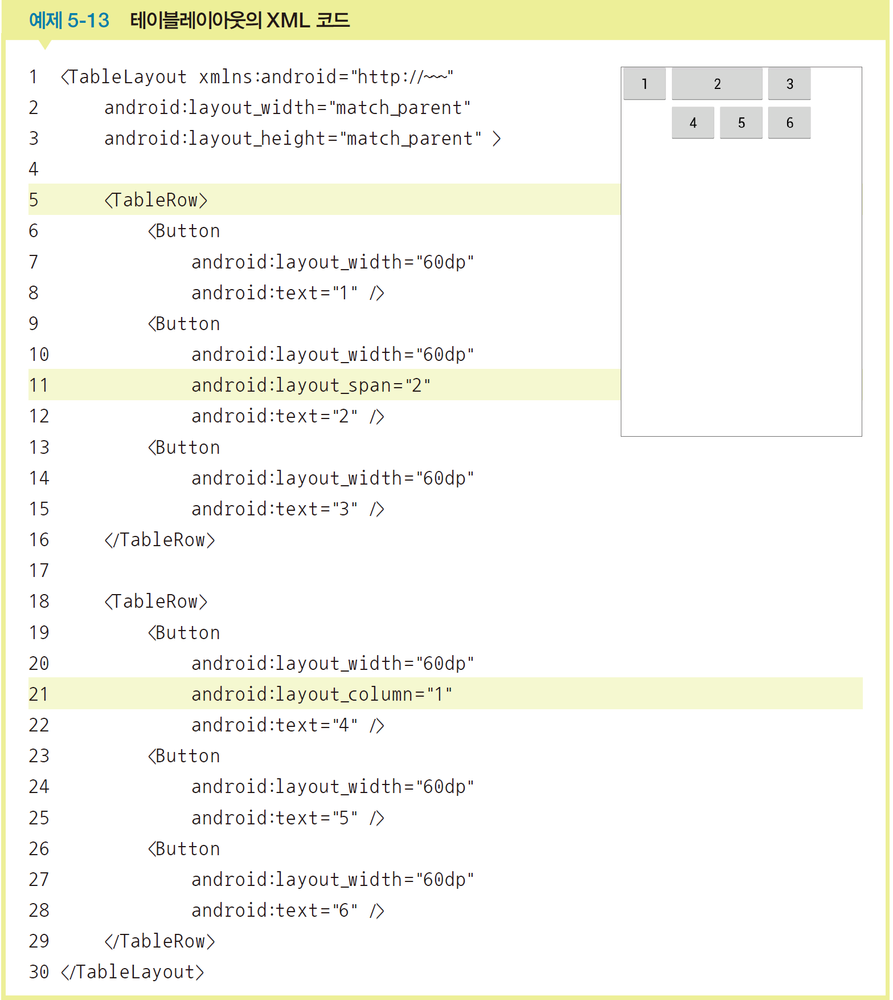 예제 5-13 테이블레이아웃의 XML 코드
1 <TableLayout xmlns:android="http://~~~"
2 android:layout_width="match_parent"
3 android:layout_height="match_parent" >
4
5 <TableRow>
6 <Button
7 android:layout_width="60dp"
8 android:text="1" />
9 <Button
10 android:layout_width="60dp"
11 android:layout_span="2"
12 android:text="2" />
13 <Button
14 android:layout_width="60dp"
15 android:text="3" />
16 </TableRow>
17
18 <TableRow>
19 <Button
20 android:layout_width="60dp"
21 android:layout_column="1"
22 android:text="4" />
23 <Button
24 android:layout_width="60dp"
25 android:text="5" />
26 <Button
27 android:layout_width="60dp"
28 android:text="6" />
29 </TableRow>
30 </TableLayout>
1 2 3
4 5 6